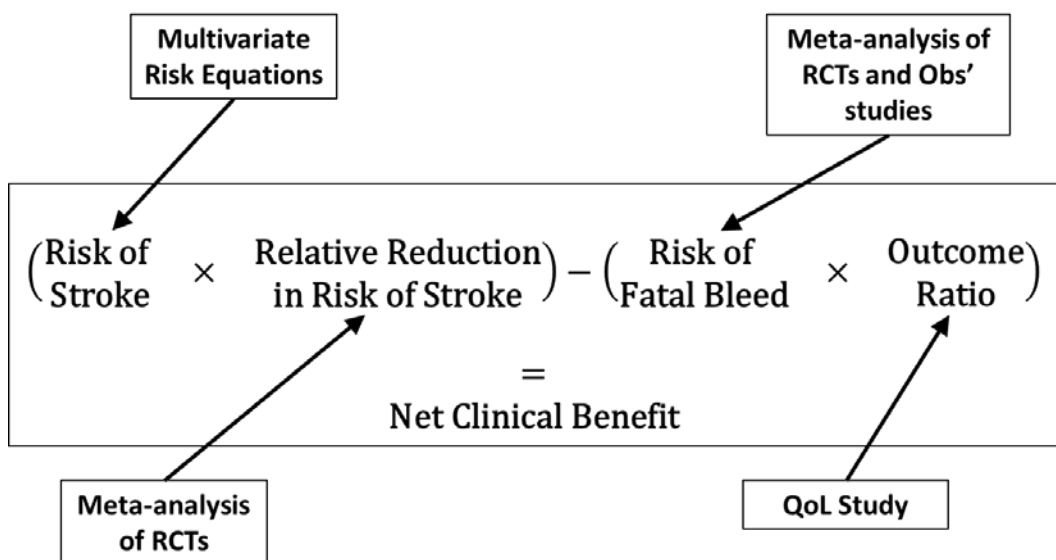 Multivariate
Risk Equations
Meta-analysis of
RCTs and Obs’
studies
(Risk of Stroke × Relative Reduction in Risk of Stroke) − (Risk of Fatal Bleed × Outcome Ratio)
=
Net Clinical Benefit
Meta-analysis
of RCTs
QoL Study